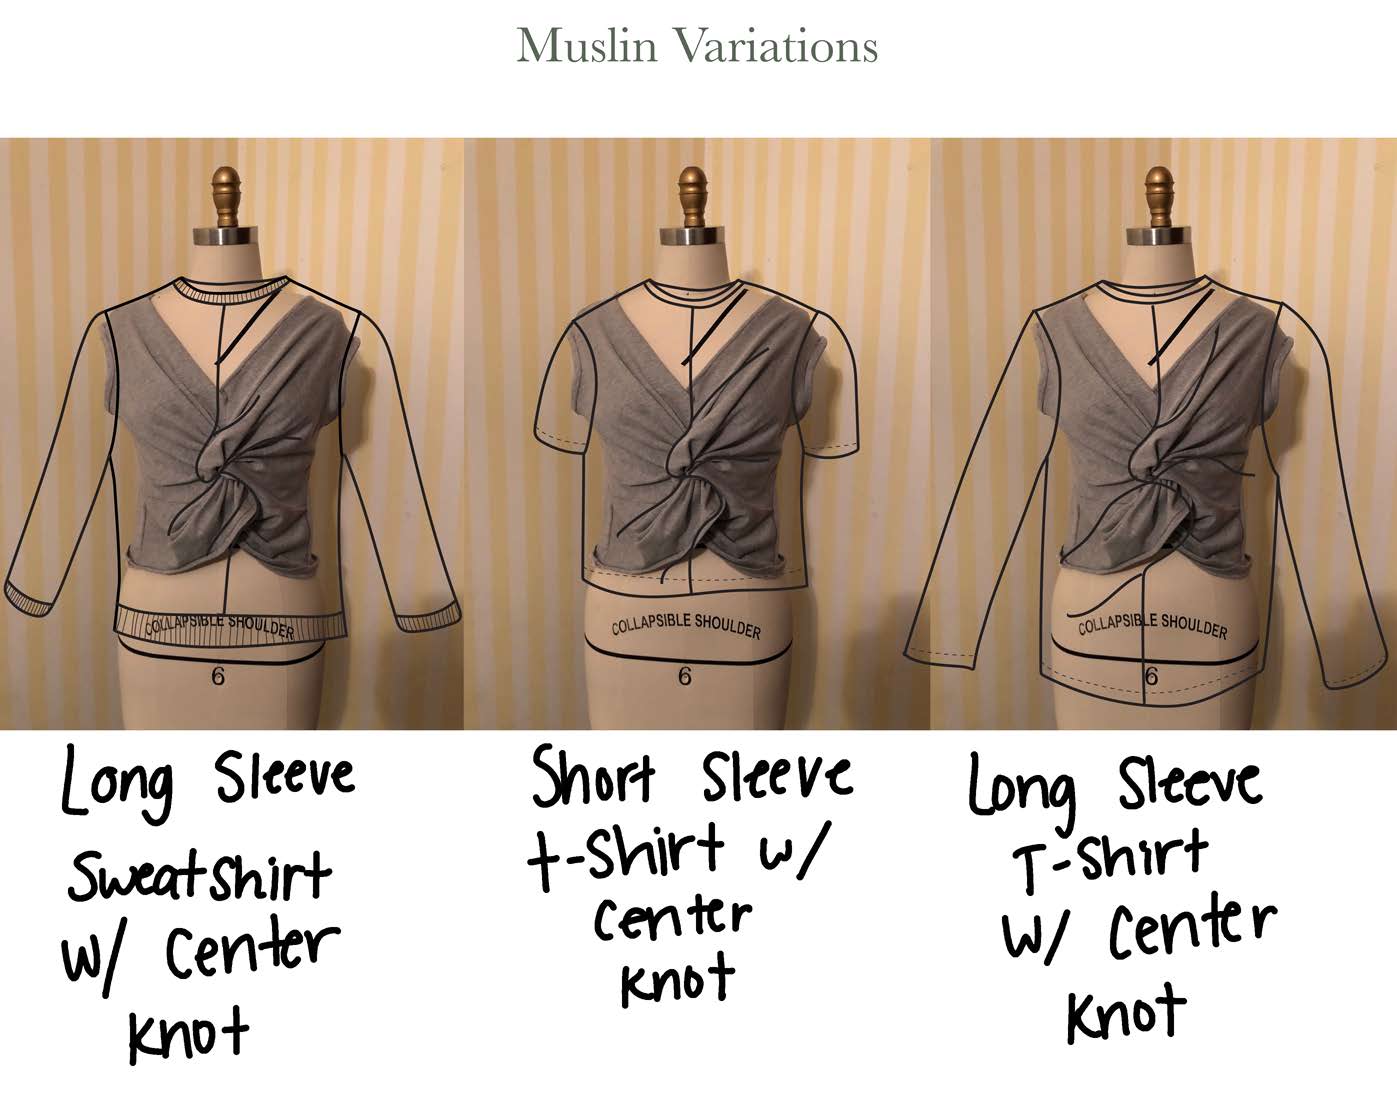 Muslin Variations
COLLAPSIBLE SHOULDER
6
COLLAPSIBLE SHOULDER
6
COLLAPSIBLE SHOULDER
6
Long Sleeve
Sweatshirt
w/ center
knot
Short Sleeve
t-shirt w/
center
knot
Long Sleeve
T-shirt
w/ center
knot